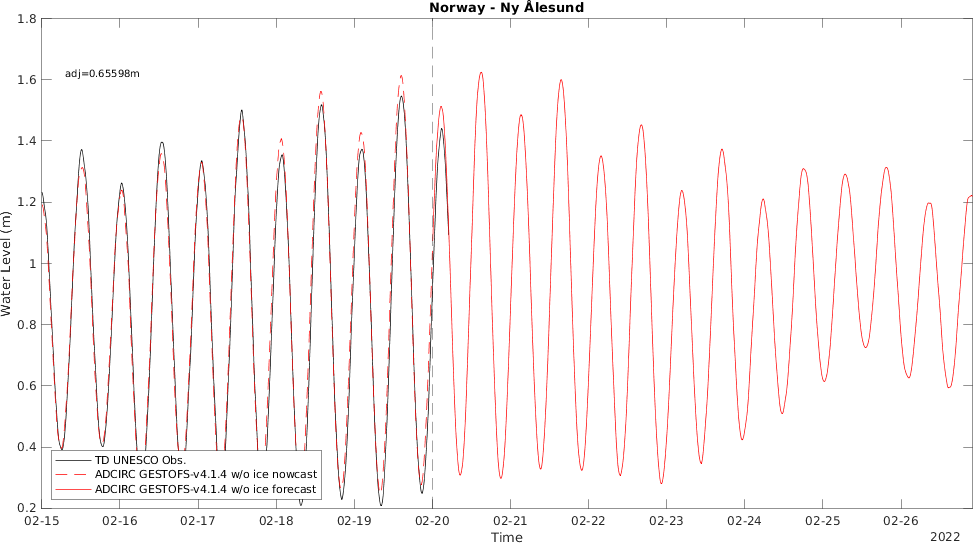 Norway - Ny Ålesund
1.8
1.6
1.4
1.2
1
0.8
0.6
0.4
0.2
Water Level (m)
adj=0.65598m
TD UNESCO Obs.
ADCIRC GESTOFS-v4.1.4 w/o ice nowcast
ADCIRC GESTOFS-v4.1.4 w/o ice forecast
02-15 02-16 02-17 02-18 02-19 02-20 02-21 02-22 02-23 02-24 02-25 02-26
Time
2022